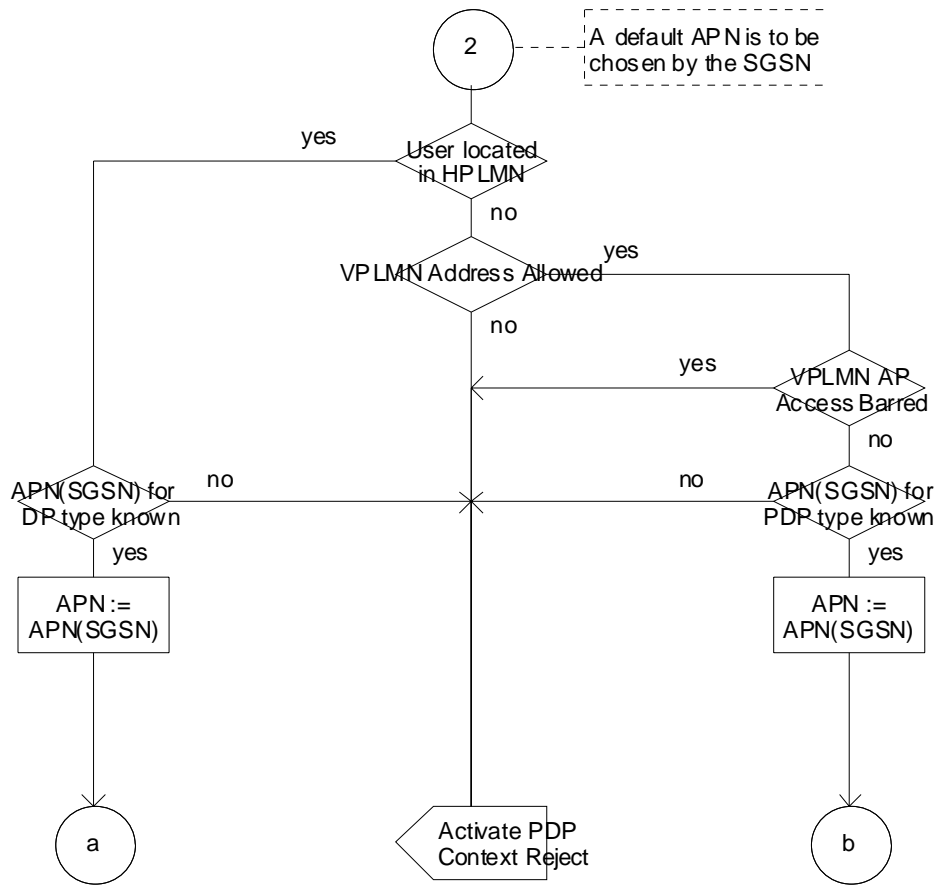 2
A default APN is to be
chosen by the SGSN
yes
User located
in HPLMN
no
VPLMN Address Allowed
yes
no
yes
VPLMN AP
Access Barred
no
APN(SGSN) for
DP type known
no
no
APN(SGSN) for
PDP type known
yes
yes
APN :=
APN(SGSN)
APN :=
APN(SGSN)
a
Activate PDP
Context Reject
b